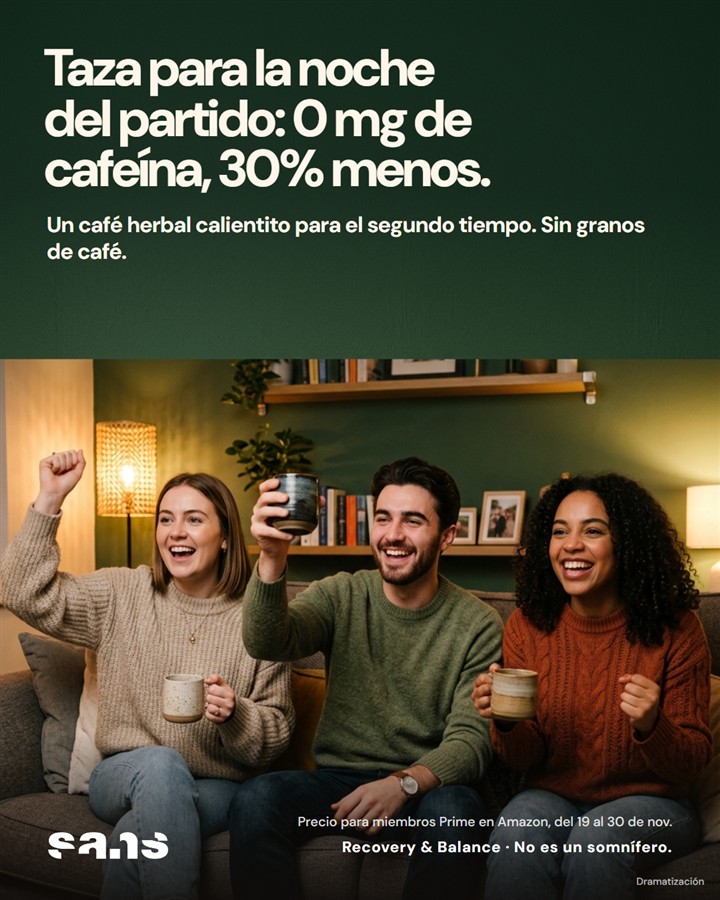 Taza para la noche
del partido: 0 mg de
cafeína, 30% menos.
Un café herbal calientito para el segundo tiempo. Sin granos
de café.
Precio para miembros Prime en Amazon, del 19 al 30 de nov.
sans
Recovery & Balance · No es un somnífero.
Dramatización